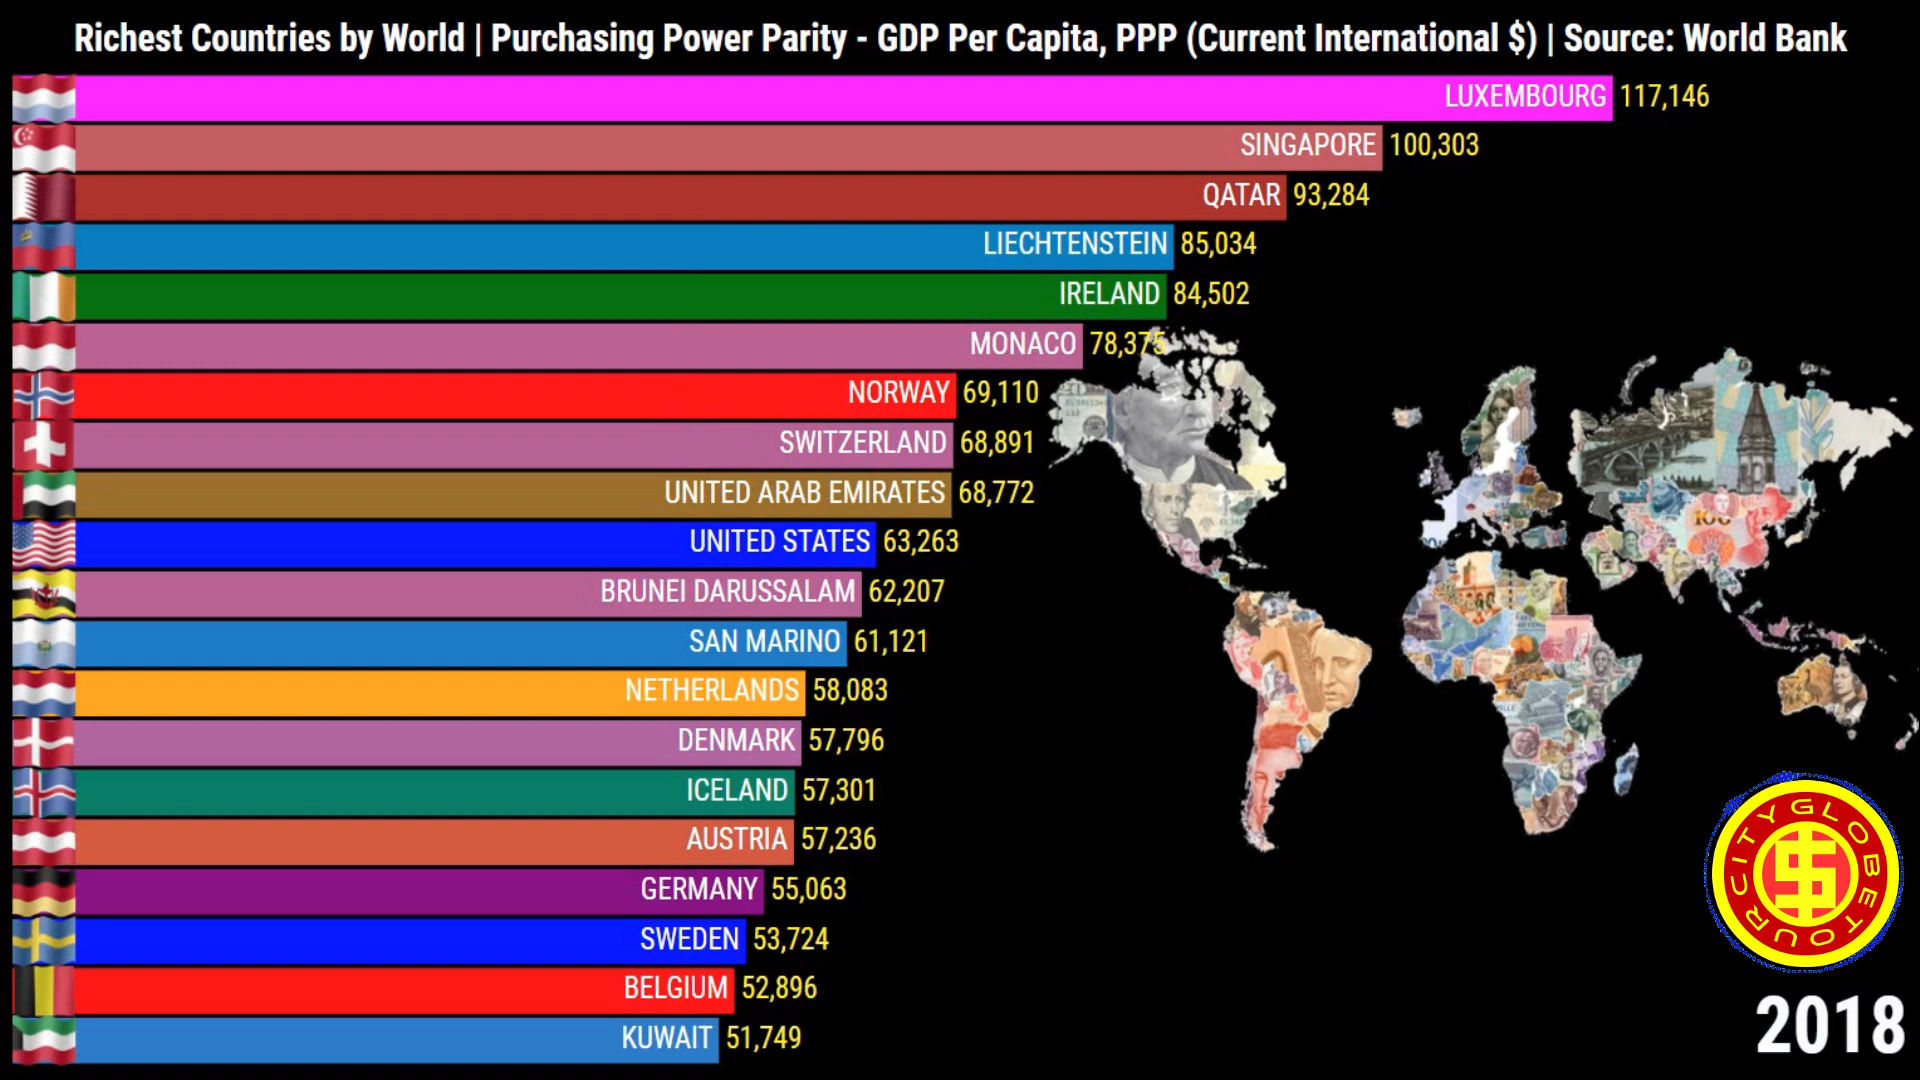 Richest Countries by World | Purchasing Power Parity - GDP Per Capita, PPP (Current International $) | Source: World Bank
LUXEMBOURG 117,146
SINGAPORE 100,303
QATAR 93,284
LIECHTENSTEIN 85,034
IRELAND 84,502
MONACO 78,375
NORWAY 69,110
SWITZERLAND 68,891
UNITED ARAB EMIRATES 68,772
UNITED STATES 63,263
BRUNEI DARUSSALAM 62,207
SAN MARINO 61,121
NETHERLANDS 58,083
DENMARK 57,796
ICELAND 57,301
AUSTRIA 57,236
GERMANY 55,063
SWEDEN 53,724
BELGIUM 52,896
KUWAIT 51,749
100
CITY GLOBE TOUR
2018